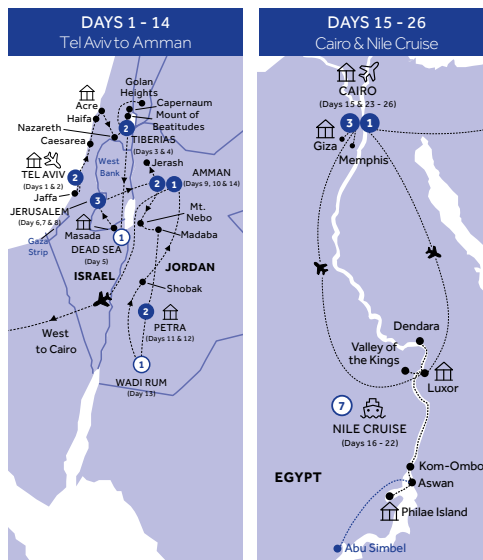 DAYS 1 - 14
Tel Aviv to Amman
Golan
Heights
Acre
Capernaum
Haifa
Mount of
Beatitudes
Nazareth
2
TIBERIAS
(Days 3 & 4)
Caesarea
West
Bank
Jerash
2
TEL AVIV
(Days 1 & 2)
2
1
AMMAN
(Days 9, 10 & 14)
Jaffa
3
JERUSALEM
(Day 6,7 & 8)
Mt.
Nebo
Gaza
Strip
Masada
1
DEAD SEA
(Day 5)
Madaba
ISRAEL
JORDAN
Shobak
2
PETRA
(Days 11 & 12)
West
to Cairo
1
WADI RUM
(Day 13)
DAYS 15 - 26
Cairo & Nile Cruise
CAIRO
(Days 15 & 23 - 26)
3
1
Giza
Memphis
Dendara
Valley of
the Kings
Luxor
7
NILE CRUISE
(Days 16 - 22)
EGYPT
Kom-Ombo
Aswan
Philae Island
Abu Simbel